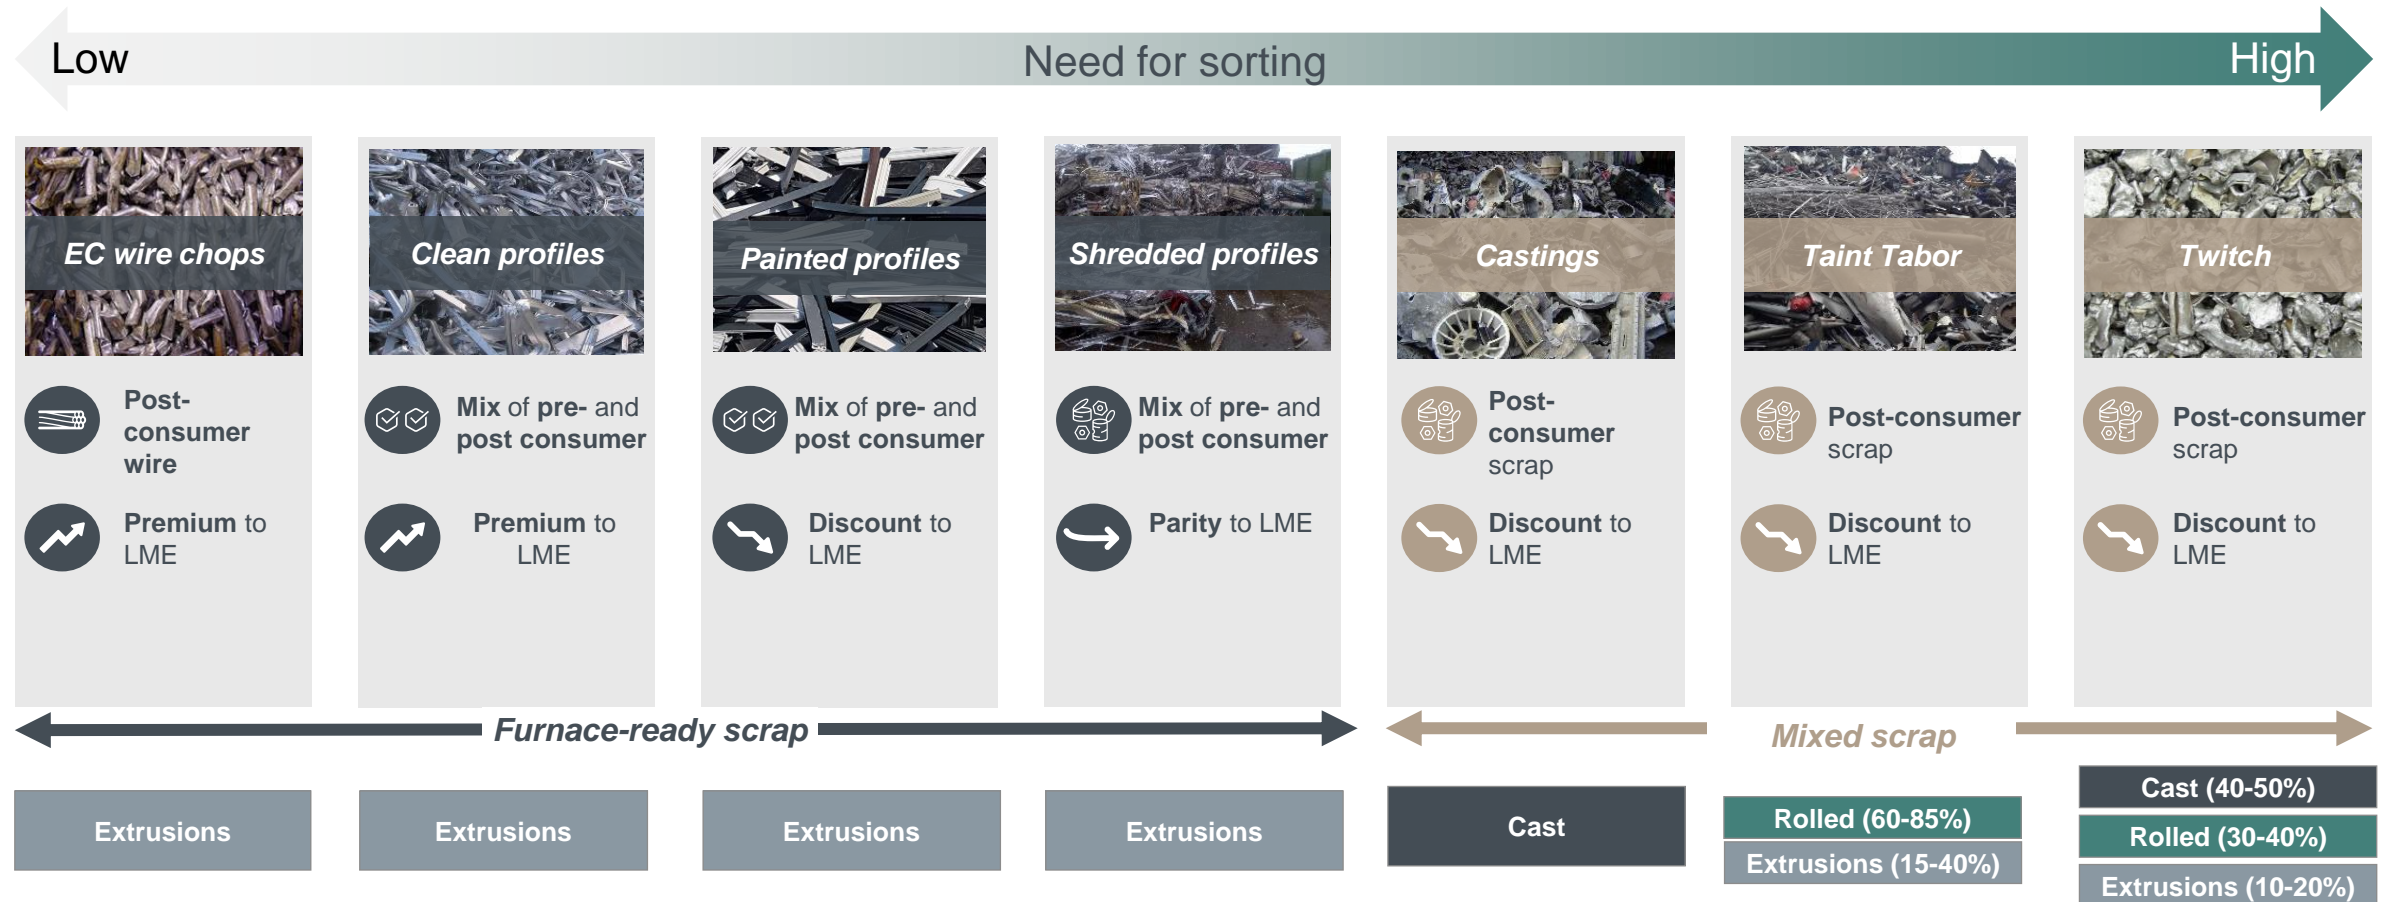 Low
Need for sorting
High
EC wire chops
Post-
consumer
wire
Premium to
LME
Clean profiles
Mix of pre- and
post consumer
Premium to
LME
Painted profiles
Mix of pre- and
post consumer
Discount to
LME
Shredded profiles
Mix of pre- and
post consumer
Parity to LME
Castings
Post-
consumer
scrap
Discount to
LME
Taint Tabor
Post-consumer
scrap
Discount to
LME
Twitch
Post-consumer
scrap
Discount to
LME
Furnace-ready scrap
Mixed scrap
Extrusions
Extrusions
Extrusions
Extrusions
Cast
Rolled (60-85%)
Extrusions (15-40%)
Cast (40-50%)
Rolled (30-40%)
Extrusions (10-20%)